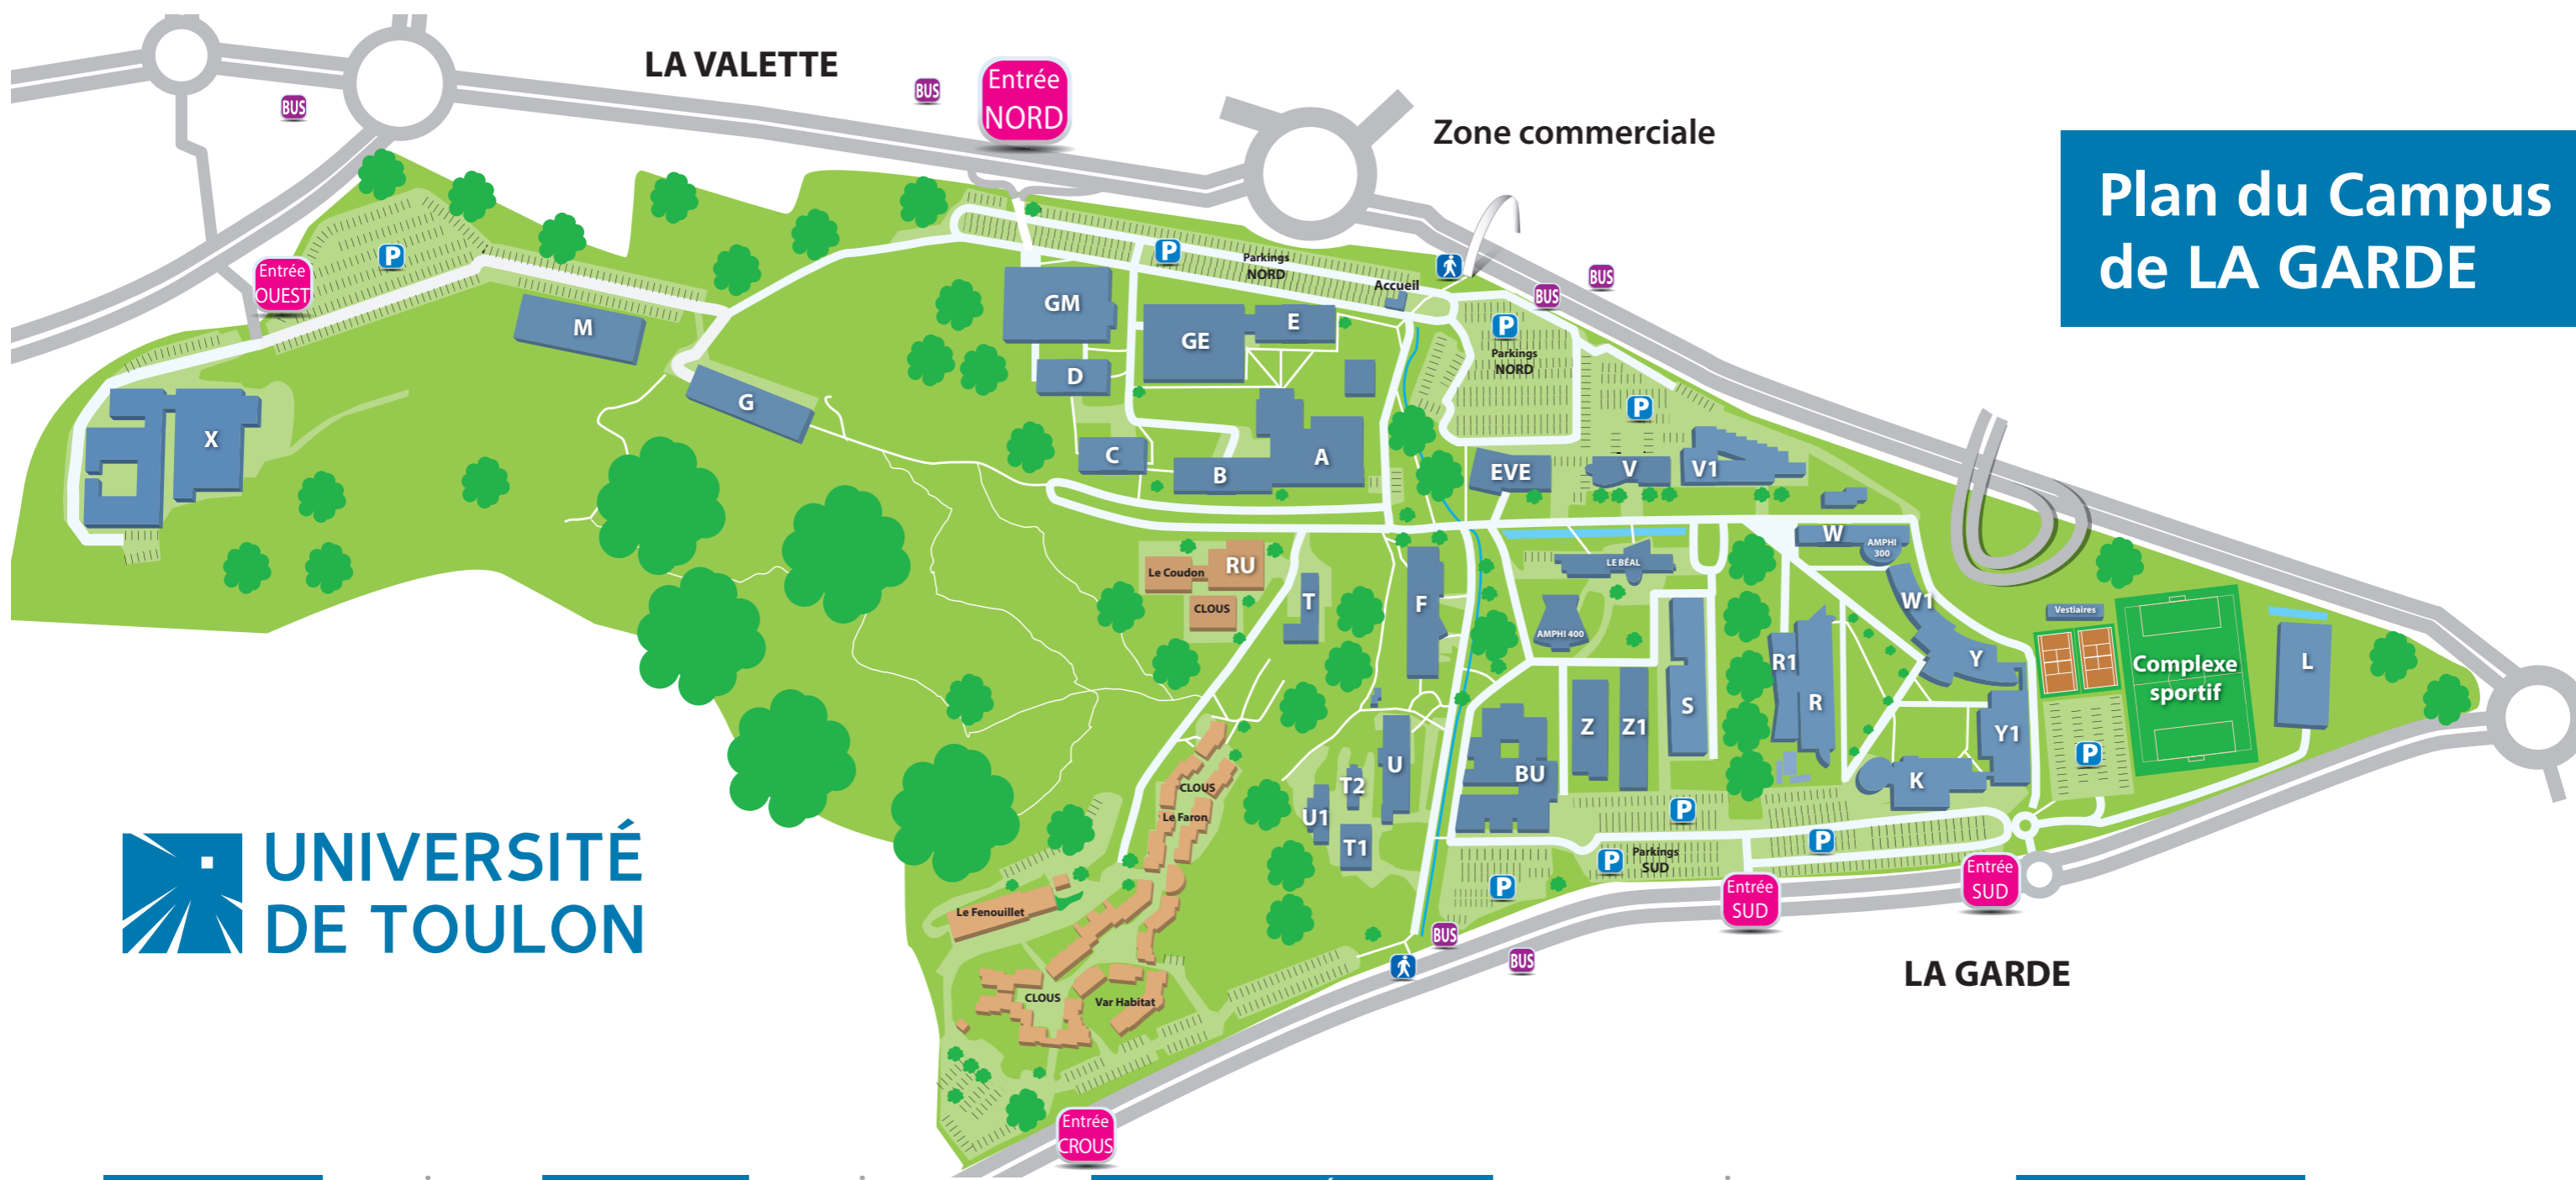 LA VALETTE
BUS
BUS
Entrée
NORD
Zone commerciale
Plan du Campus
de LA GARDE
P
Entrée
OUEST
P
Parkings
NORD
Accueil
BUS
BUS
M
GM
GE
E
P
Parkings
NORD
D
G
P
X
C
B
A
EVE
V
V1
W
AMPHI
300
Le Coudon
RU
CLOUS
T
F
LE BÉAL
AMPHI 400
W1
Vestiaires
Complexe
sportif
L
R1
R
Y
S
Z
Z1
Y1
P
U
BU
K
T2
U1
T1
CLOUS
Le Faron
P
P
P
Parkings
SUD
P
Entrée
SUD
Entrée
SUD
UNIVERSITÉ
DE TOULON
Le Fenouillet
BUS
BUS
LA GARDE
CLOUS
Var Habitat
Entrée
CROUS